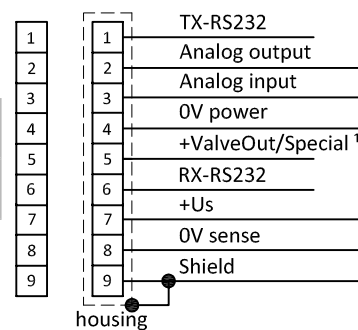 TX-RS232
1 1
Analog output
2 2
Analog input
3 3
0V power
4 4
+ValveOut/Special ¹
5 5
RX-RS232
6 6
+Us
7 7
0V sense
8 8
Shield
9 9
housing